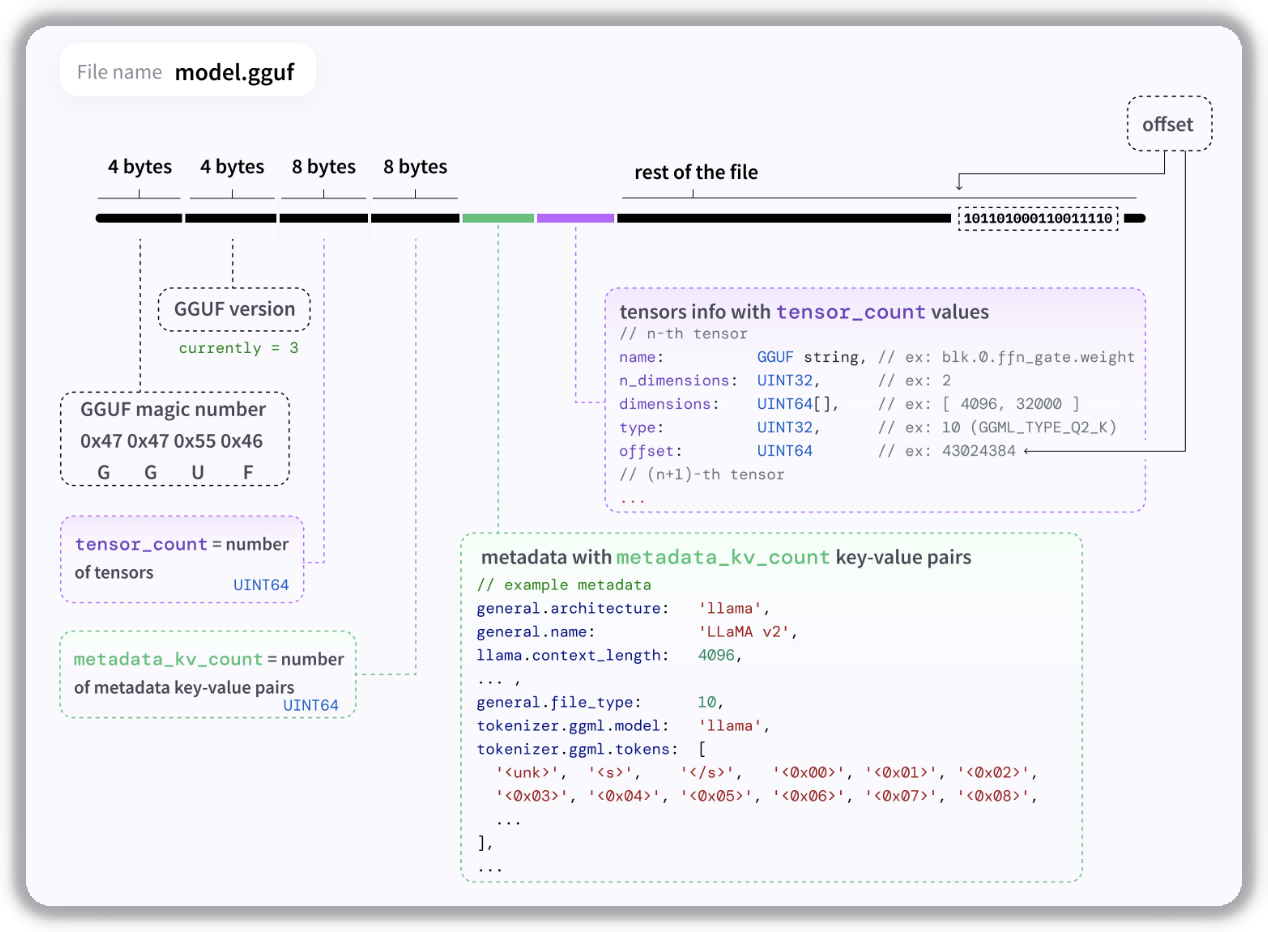 File name model.gguf
offset
4 bytes 4 bytes 8 bytes 8 bytes
rest of the file
101101000110011110
GGUF version
currently = 3
GGUF magic number
0x47 0x47 0x55 0x46
G G U F
tensor_count = number
of tensors
UINT64
metadata_kv_count = number
of metadata key-value pairs
UINT64
tensors info with tensor_count values
// n-th tensor
name: GGUF string, // ex: blk.0.ffn_gate.weight
n_dimensions: UINT32, // ex: 2
dimensions: UINT64[], // ex: [ 4096, 32000 ]
type: UINT32, // ex: 10 (GGML_TYPE_Q2_K)
offset: UINT64 // ex: 43024384
// (n+1)-th tensor
...
metadata with metadata_kv_count key-value pairs
// example metadata
general.architecture: 'llama',
general.name: 'LLaMA v2',
llama.context_length: 4096,
... ,
general.file_type: 10,
tokenizer.ggml.model: 'llama',
tokenizer.ggml.tokens: [
'<unk>', '<s>', '</s>', '<0x00>', '<0x01>', '<0x02>',
'<0x03>', '<0x04>', '<0x05>', '<0x06>', '<0x07>', '<0x08>',
...
],
...